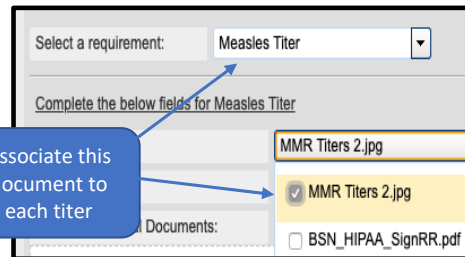 Select a requirement: Measles Titer
Complete the below fields for Measles Titer
MMR Titers 2.jpg
ssociate this
ocument to
each titer
MMR Titers 2.jpg
Documents:
BSN_HIPAA_SignRR.pdf